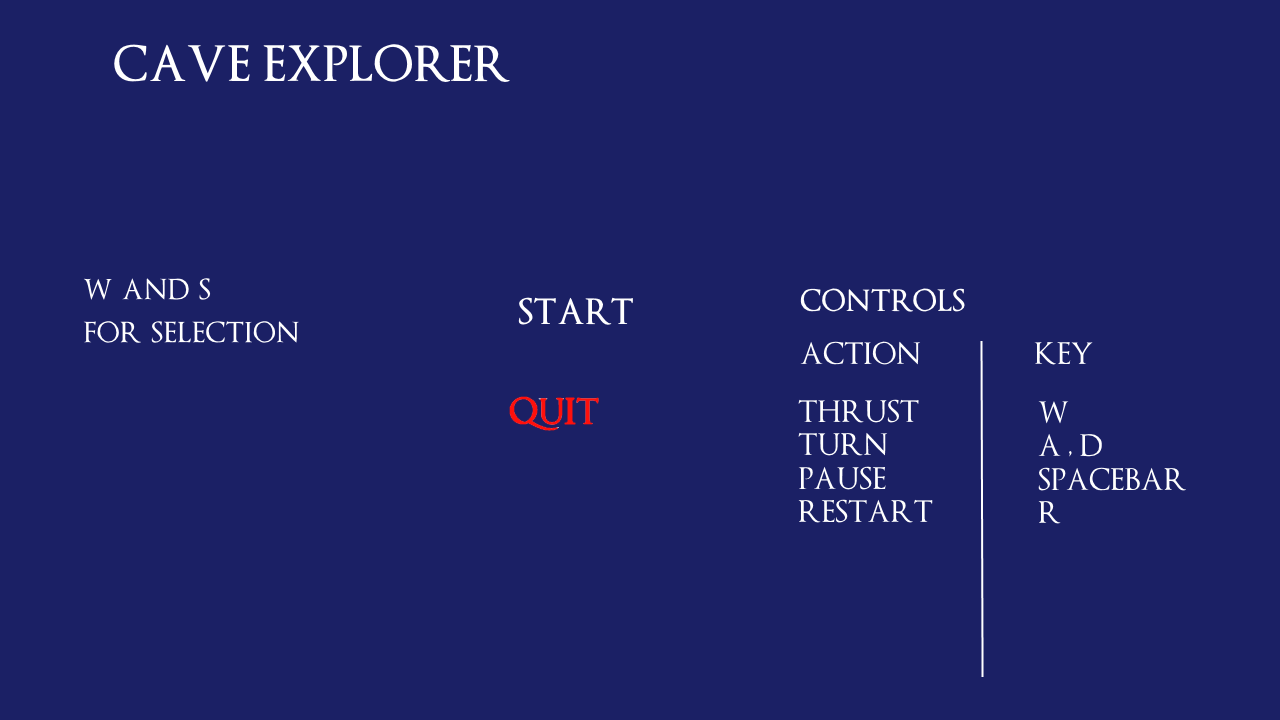 CAVE EXPLORER
W AND S
FOR SELECTION
START
QUIT
CONTROLS
ACTION KEY
THRUST W
TURN A , D
PAUSE SPACEBAR
RESTART R